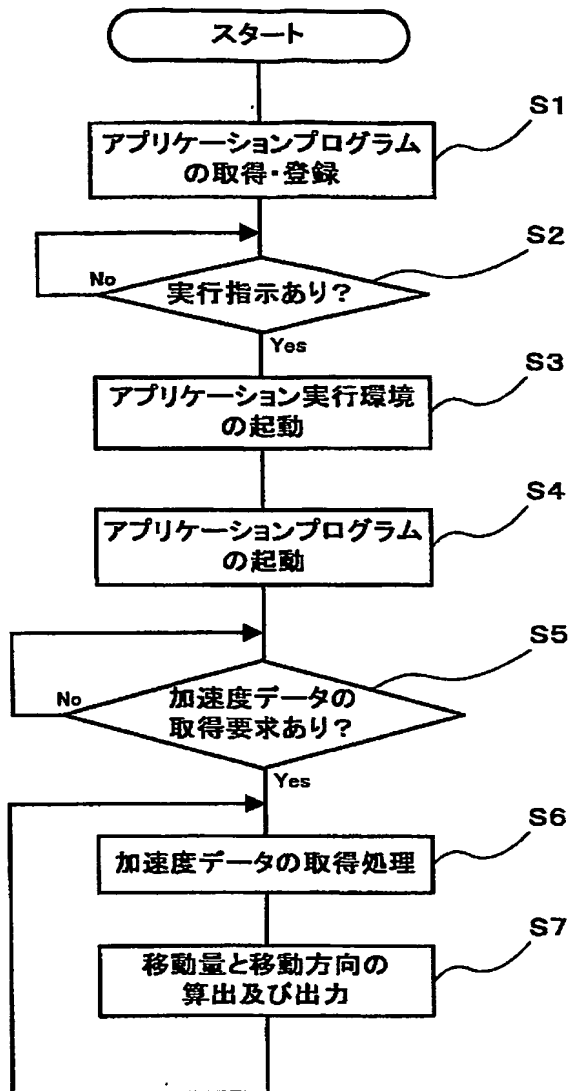 スタート
S1
アプリケーションプログラム
の取得・登録
S2
No
実行指示あり?
Yes
S3
アプリケーション実行環境
の起動
S4
アプリケーションプログラム
の起動
S5
No
加速度データの
取得要求あり?
Yes
S6
加速度データの取得処理
S7
移動量と移動方向の
算出及び出力